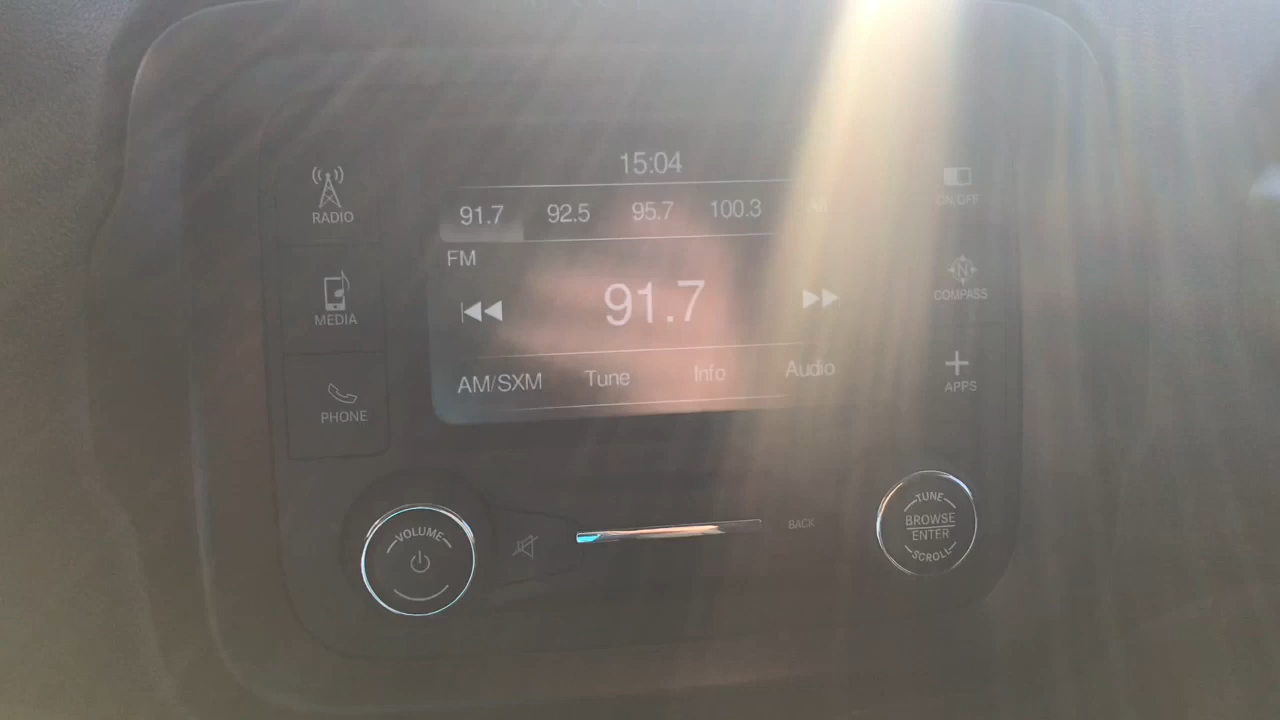 15:04
91.7 92.5 95.7 100.3 All
FM
91.7
AM/SXM Tune Info Audio
RADIO
MEDIA
PHONE
ON/OFF
N
COMPASS
APPS
VOLUME
BACK
TUNE
BROWSE
ENTER
SCROLL